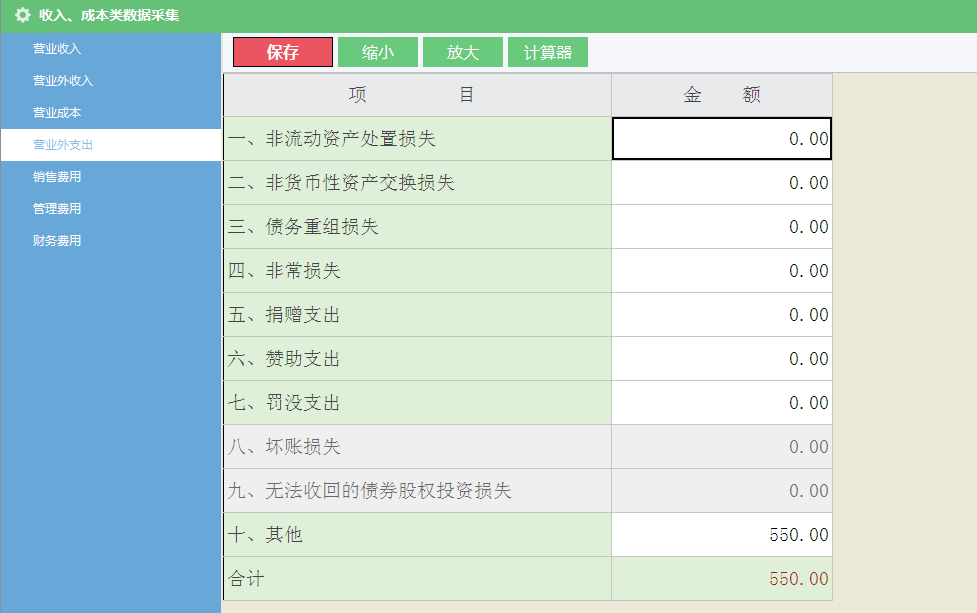 收入、成本类数据采集
营业收入
营业外收入
营业成本
营业外支出
销售费用
管理费用
财务费用
保存 缩小 放大 计算器
项 目 金 额
一、非流动资产处置损失 0.00
二、非货币性资产交换损失 0.00
三、债务重组损失 0.00
四、非常损失 0.00
五、捐赠支出 0.00
六、赞助支出 0.00
七、罚没支出 0.00
八、坏账损失 0.00
九、无法收回的债券股权投资损失 0.00
十、其他 550.00
合计 550.00